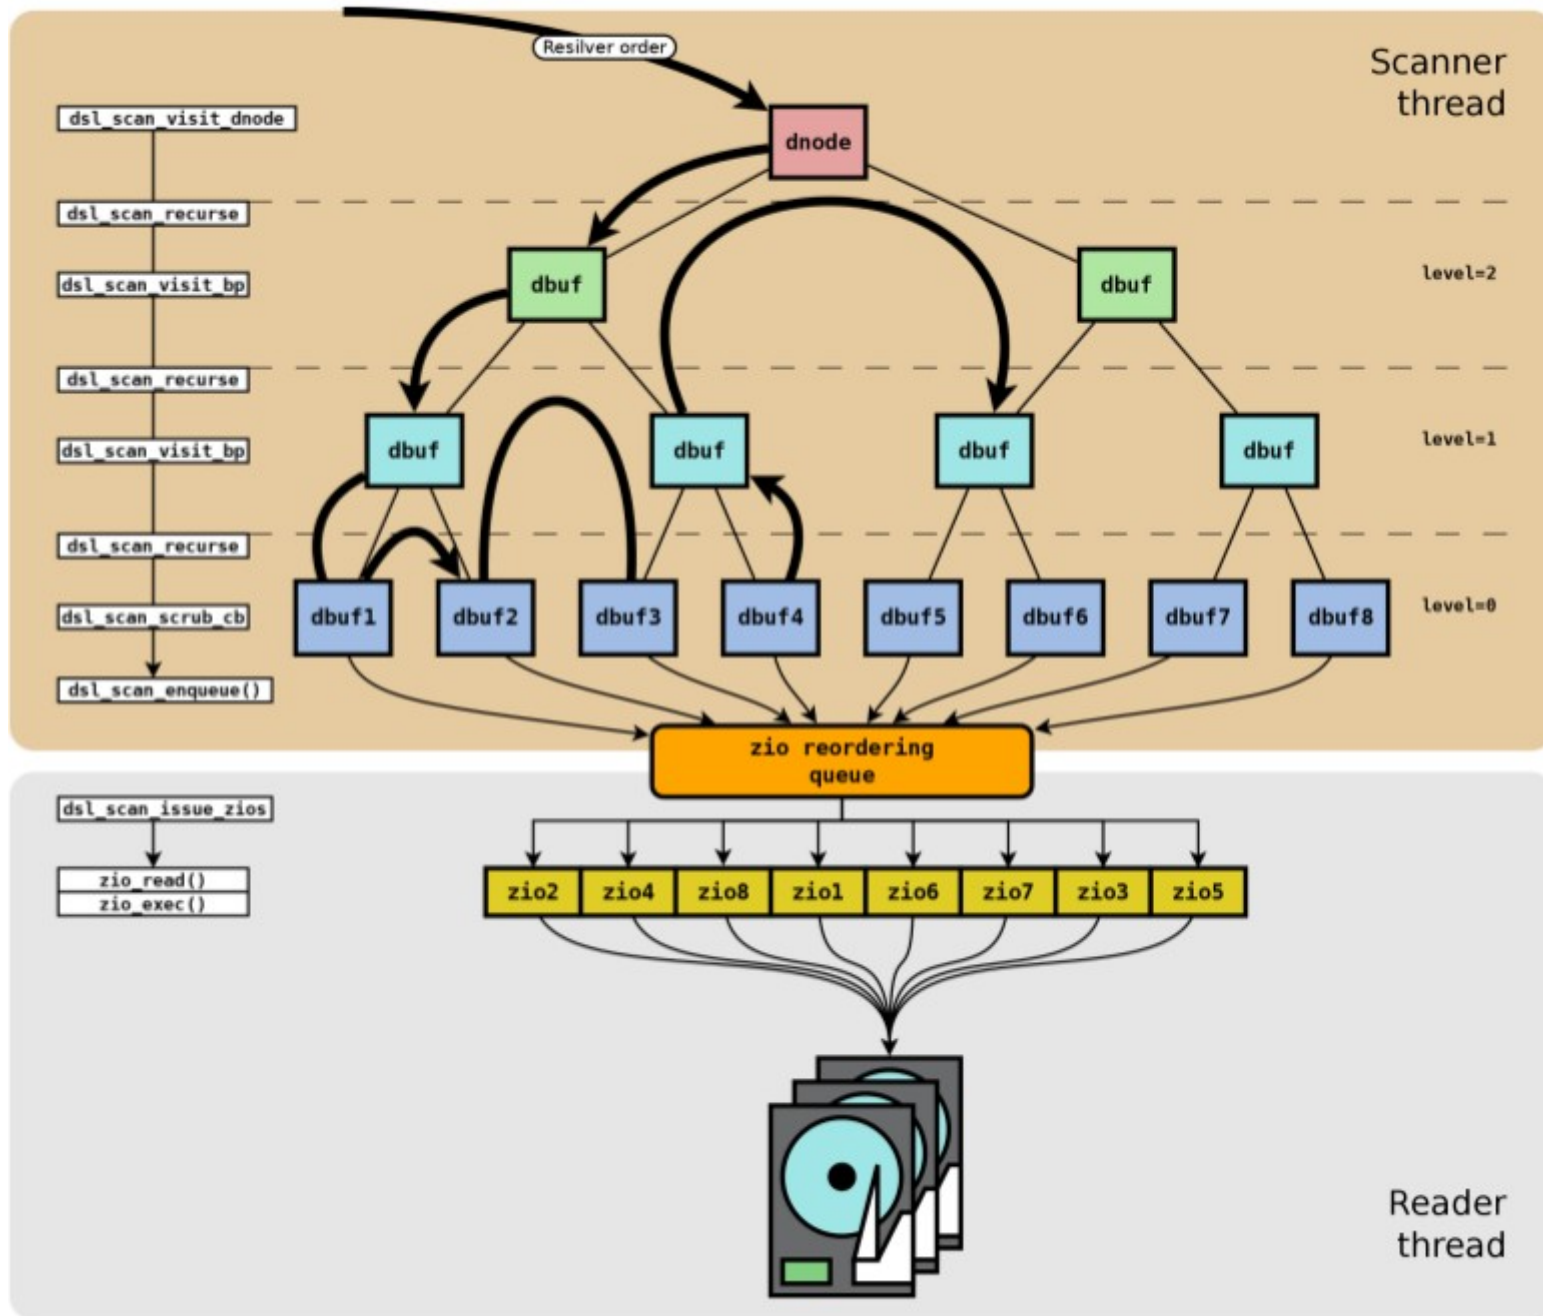 Resilver order
Scanner
thread
dsl_scan_visit_dnode
dnode
dsl_scan_recurse
dsl_scan_visit_bp
dbuf
dbuf
level=2
dsl_scan_recurse
dsl_scan_visit_bp
dbuf
dbuf
dbuf
dbuf
level=1
dsl_scan_recurse
dsl_scan_scrub_cb
dbuf1
dbuf2
dbuf3
dbuf4
dbuf5
dbuf6
dbuf7
dbuf8
level=0
dsl_scan_enqueue()
zio reordering
queue
dsl_scan_issue_zios
zio_read()
zio_exec()
zio2
zio4
zio8
zio1
zio6
zio7
zio3
zio5
Reader
thread